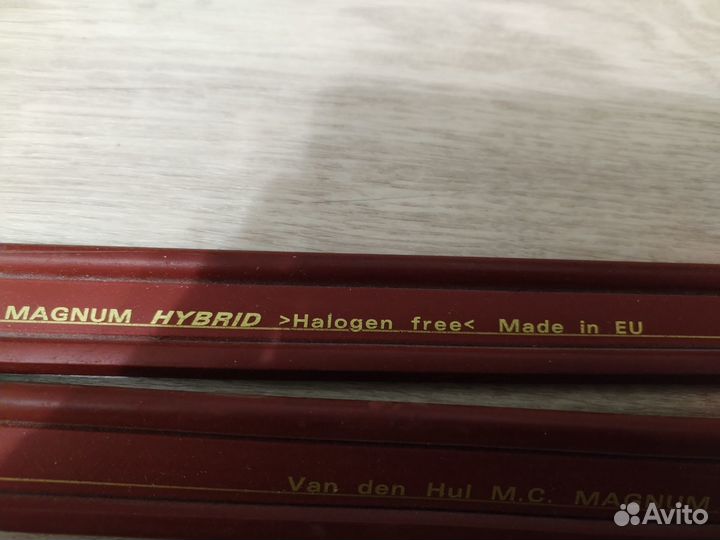 MAGNUM HYBRID >Halogen free< Made in EU
Van den Hul M.C. MAGNUM
Avito